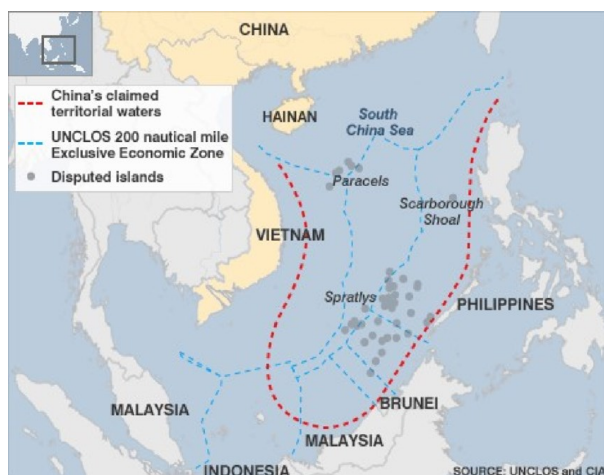 CHINA
China's claimed
territorial waters
UNCLOS 200 nautical mile
Exclusive Economic Zone
Disputed islands
HAINAN
South
China Sea
Paracels
Scarborough
Shoal
VIETNAM
Spratlys
PHILIPPINES
MALAYSIA
BRUNEI
MALAYSIA
INDONESIA
SOURCE: UNCLOS and CIA